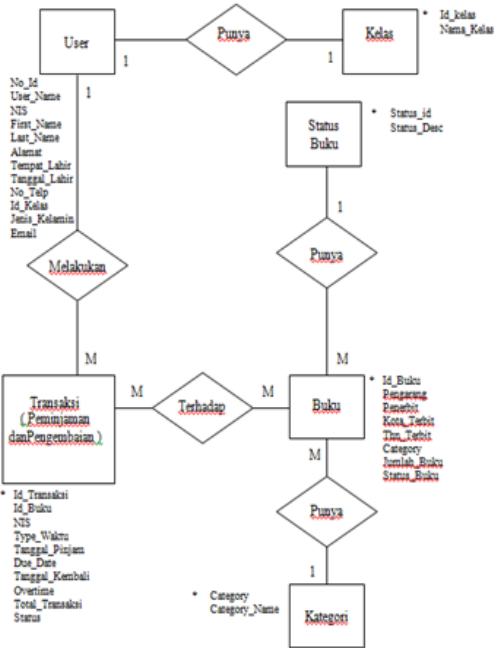 User
Punya
Kelas
* Id_kelas
Nama_Kelas
1
1
No_Id
User_Name
NIS
First_Name
Last_Name
Alamat
Tempat_Lahir
Tanggal_Lahir
No_Telp
Id_Kelas
Jenis_Kelamin
Email
1
Status
Buku
* Status_id
Status_Desc
1
Punya
M
Melakukan
M
Transaksi
( Peminjaman
danPengembaian )
M
Terhadap
M
Buku
* Id_Buku
Pengarang
Penerbit
Kota_Terbit
Thn_Terbit
Category
Jumlah_Buku
Status_Buku
M
Punya
1
Kategori
* Category
Category_Name
* Id_Transaksi
Id_Buku
NIS
Type_Waktu
Tanggal_Pinjam
Due_Date
Tanggal_Kembali
Overtime
Total_Transaksi
Status